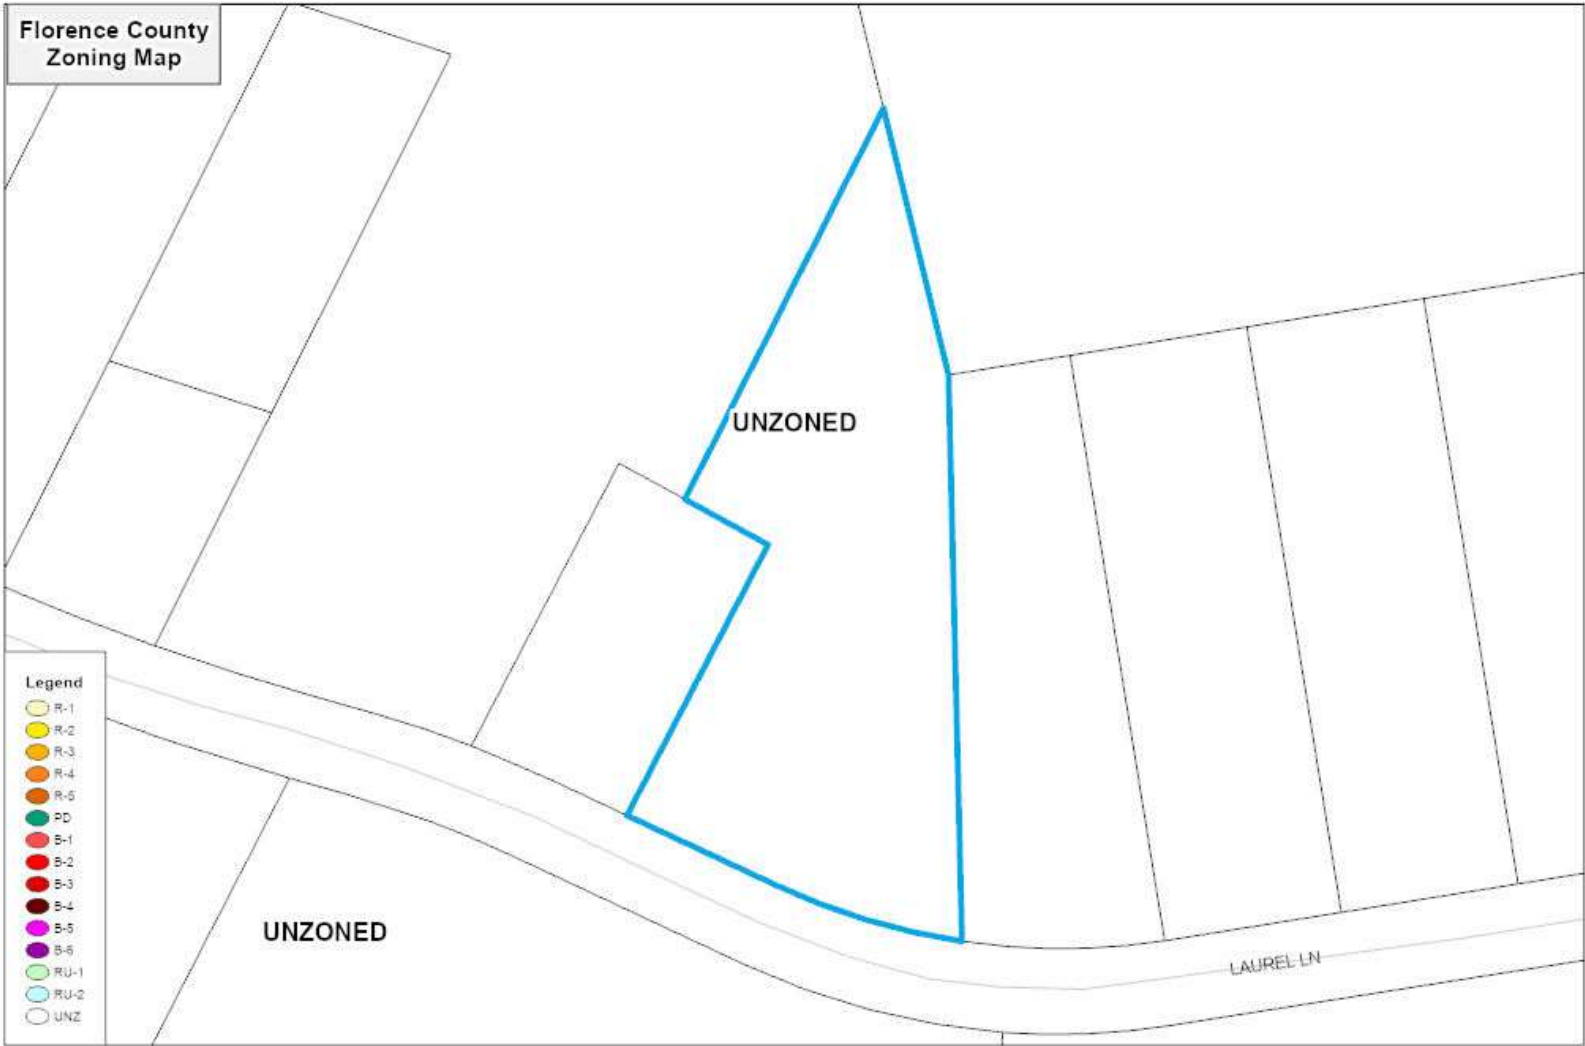 Florence County
Zoning Map
UNZONED
UNZONED
LAUREL LN
Legend
R-1
R-2
R-3
R-4
R-5
PD
B-1
B-2
B-3
B-4
B-5
B-6
RU-1
RU-2
UNZ